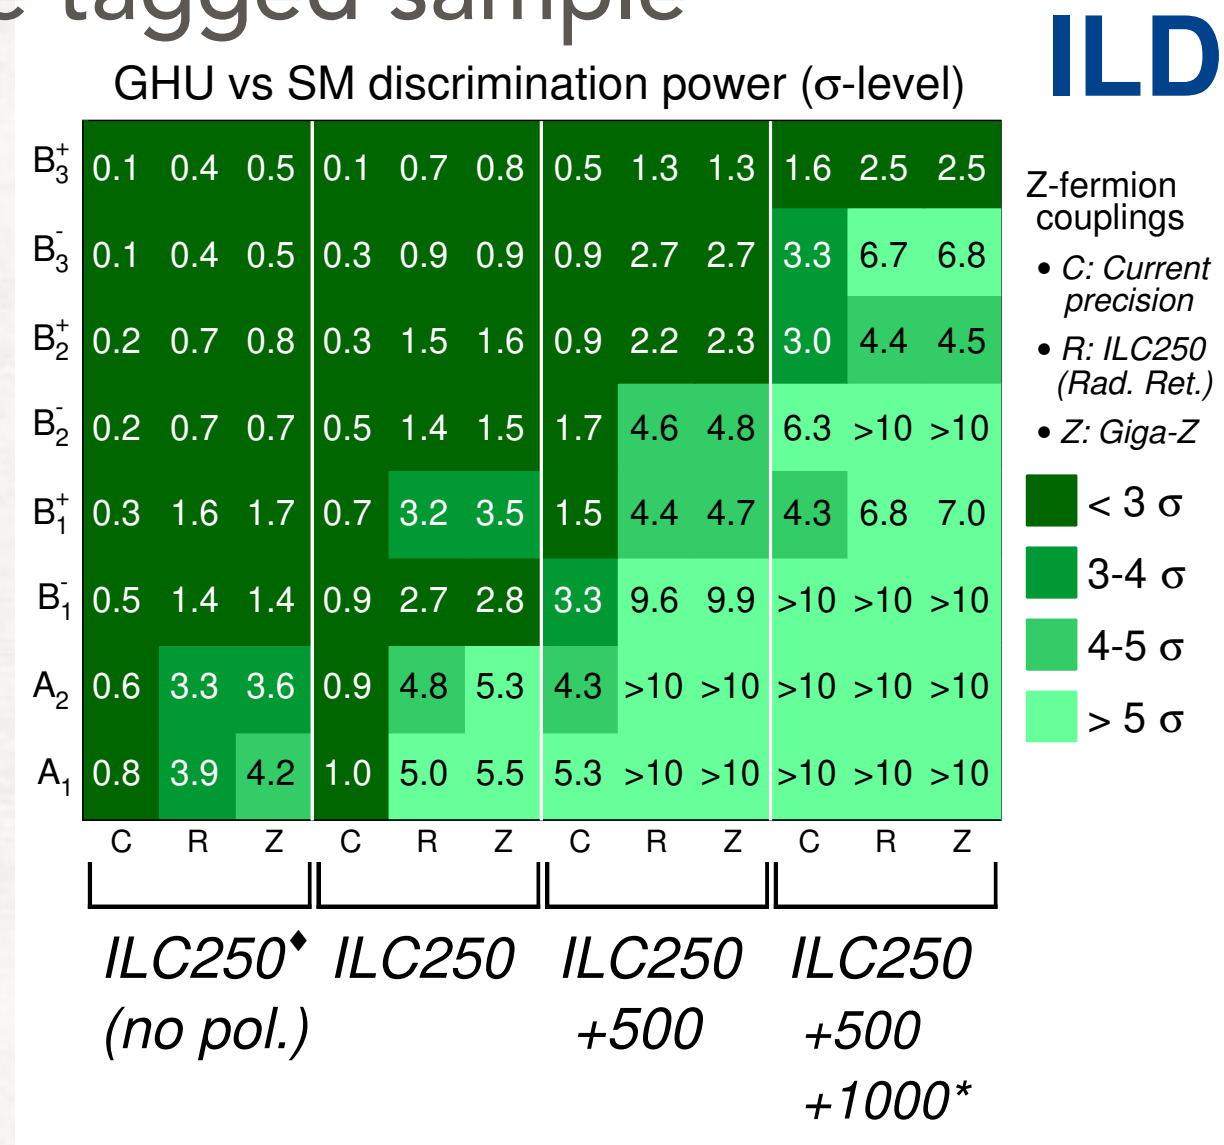 tagged sample
ILD
GHU vs SM discrimination power (σ-level)
B₃⁺ 0.1 0.4 0.5 0.1 0.7 0.8 0.5 1.3 1.3 1.6 2.5 2.5
B₃⁻ 0.1 0.4 0.5 0.3 0.9 0.9 0.9 2.7 2.7 3.3 6.7 6.8
B₂⁺ 0.2 0.7 0.8 0.3 1.5 1.6 0.9 2.2 2.3 3.0 4.4 4.5
B₂⁻ 0.2 0.7 0.7 0.5 1.4 1.5 1.7 4.6 4.8 6.3 >10 >10
B₁⁺ 0.3 1.6 1.7 0.7 3.2 3.5 1.5 4.4 4.7 4.3 6.8 7.0
B₁⁻ 0.5 1.4 1.4 0.9 2.7 2.8 3.3 9.6 9.9 >10 >10 >10
A₂ 0.6 3.3 3.6 0.9 4.8 5.3 4.3 >10 >10 >10 >10 >10
A₁ 0.8 3.9 4.2 1.0 5.0 5.5 5.3 >10 >10 >10 >10 >10
C R Z C R Z C R Z C R Z
ILC250♦ ILC250 ILC250 ILC250
(no pol.) +500 +500
+1000*
Z-fermion
couplings
• C: Current
precision
• R: ILC250
(Rad. Ret.)
• Z: Giga-Z
< 3 σ
3-4 σ
4-5 σ
> 5 σ